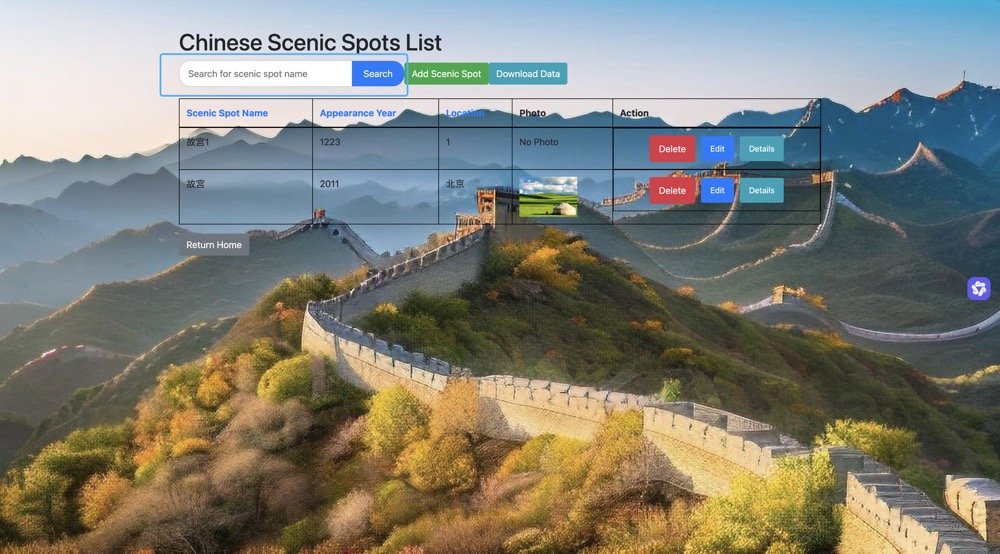 Chinese Scenic Spots List
Search for scenic spot name Search Add Scenic Spot Download Data
Scenic Spot Name Appearance Year Location Photo Action
故宫1 1223 1 No Photo Delete Edit Details
故宫 2011 北京 Delete Edit Details
Return Home